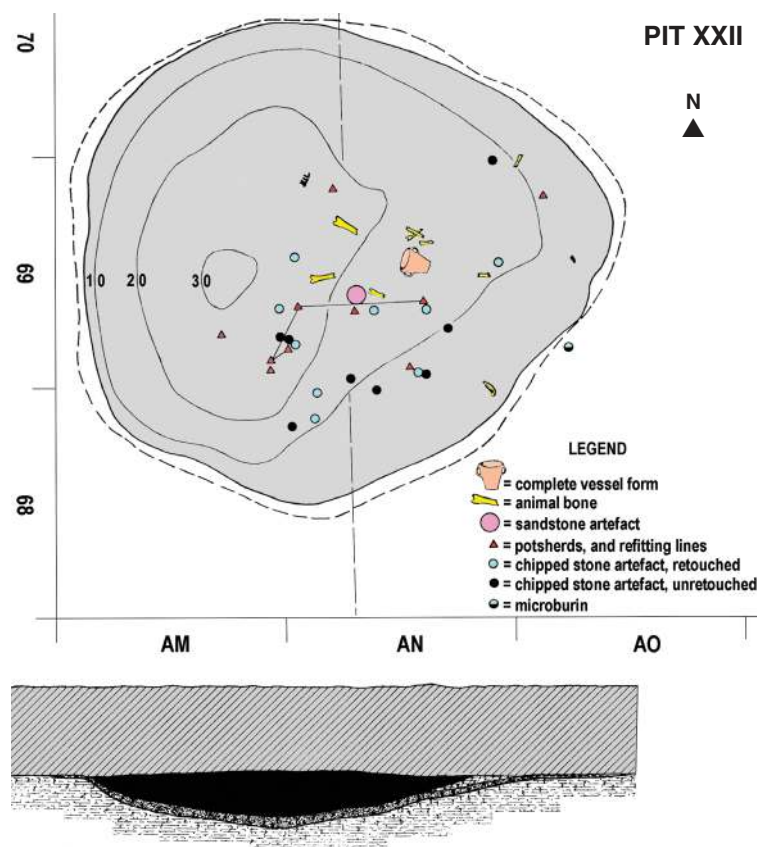 PIT XXII
N
70
69
68
10 20 30
LEGEND
= complete vessel form
= animal bone
= sandstone artefact
= potsherds, and refitting lines
= chipped stone artefact, retouched
= chipped stone artefact, unretouched
= microburin
AM AN AO